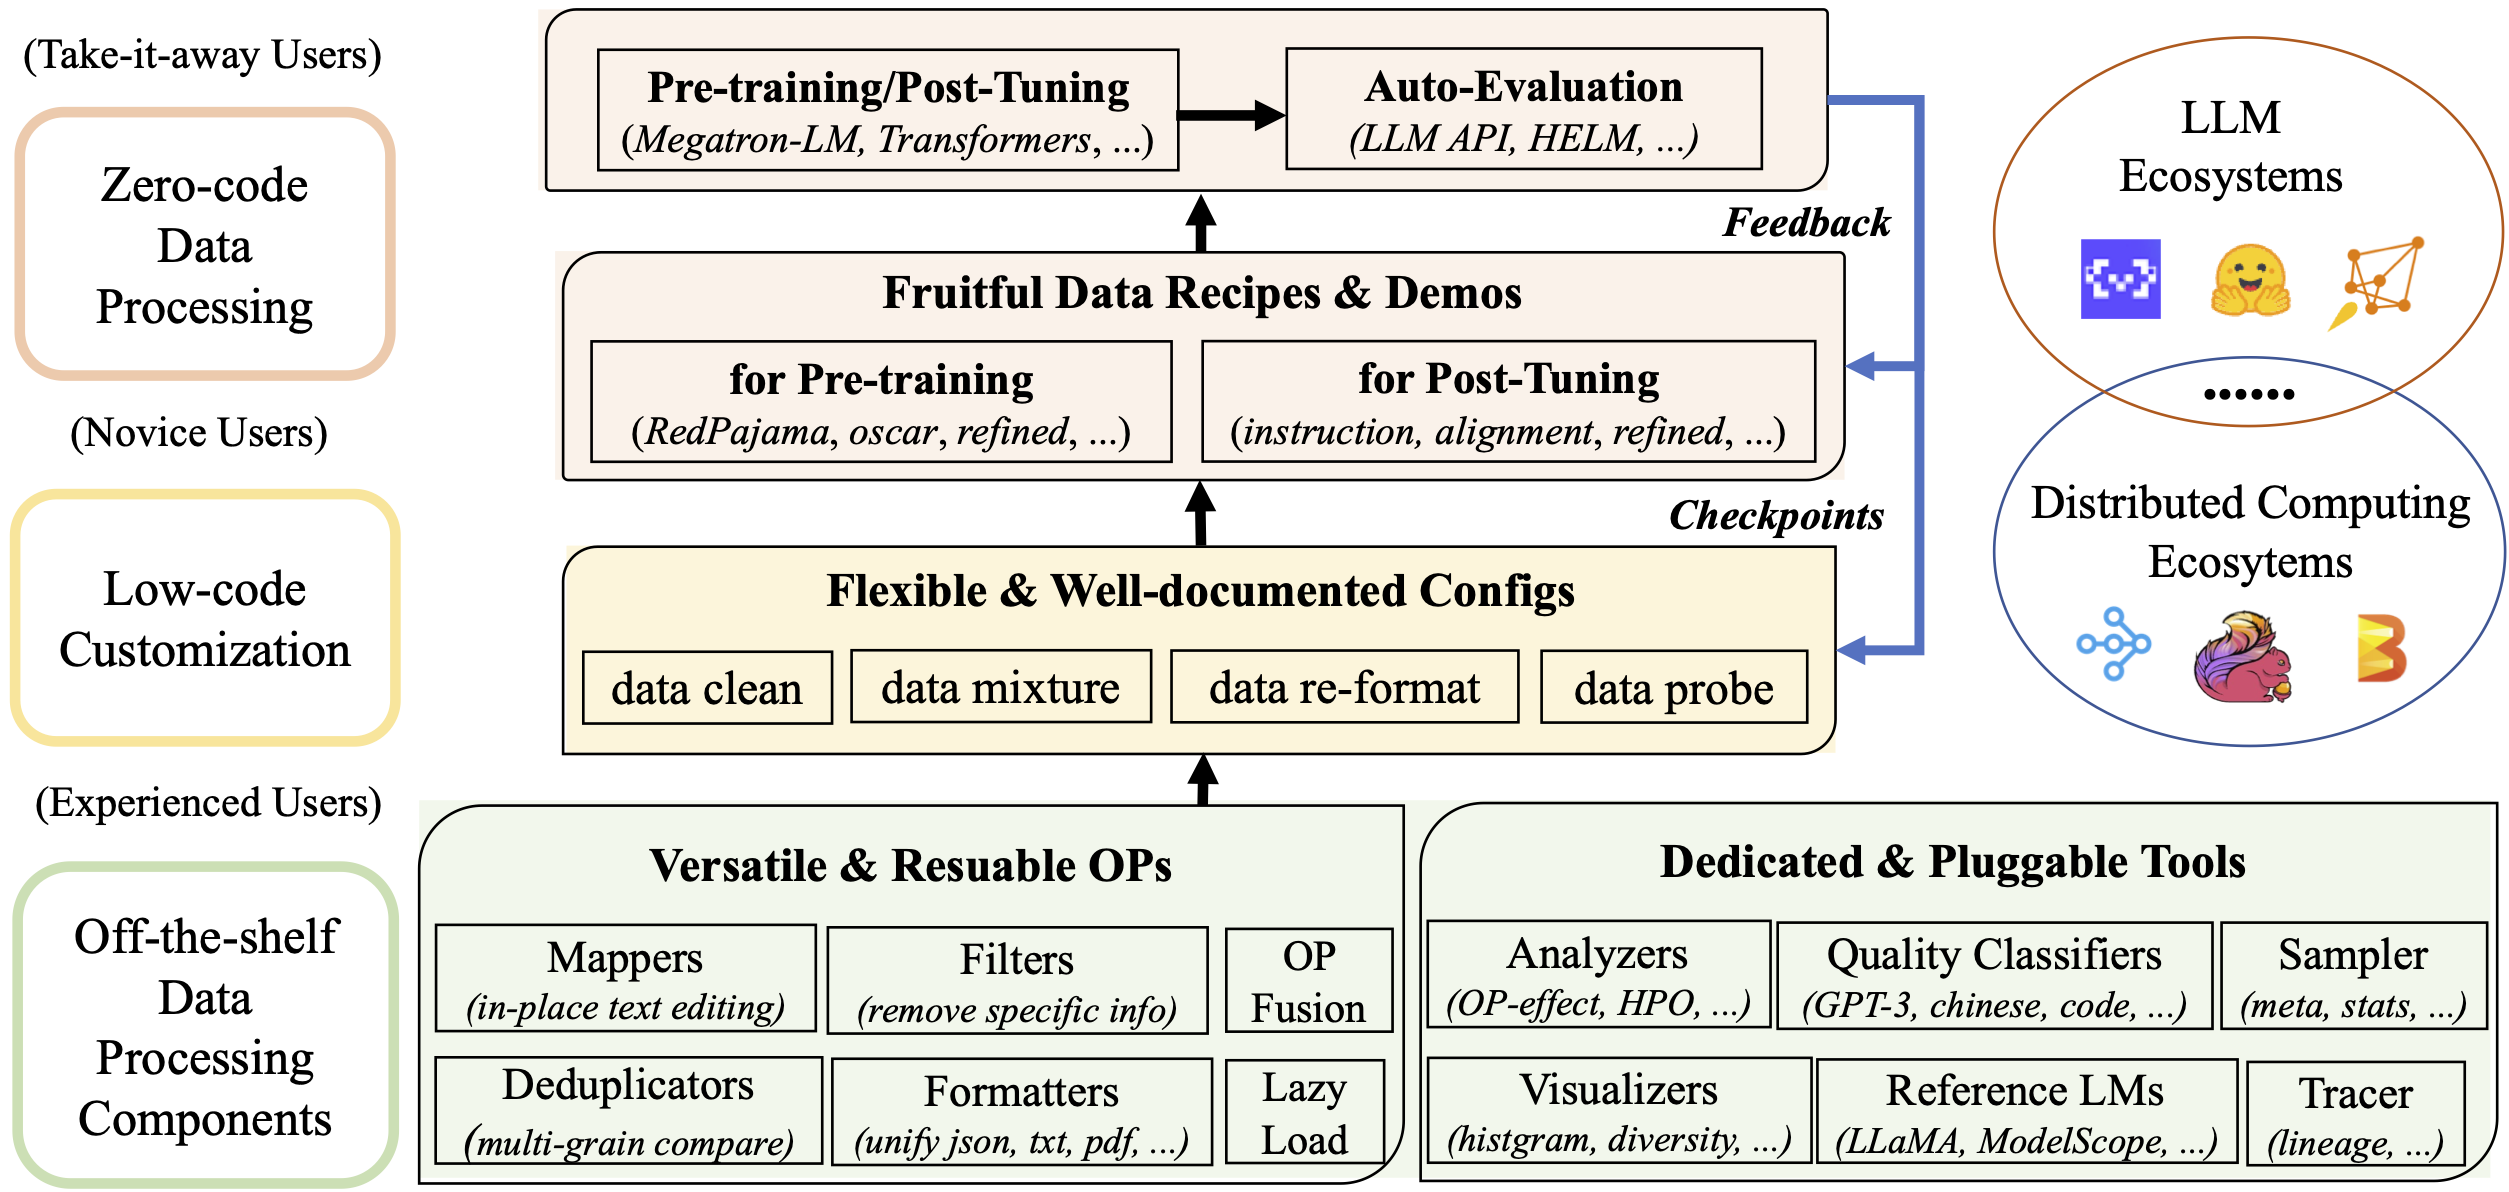 (Take-it-away Users)
Zero-code
Data
Processing
(Novice Users)
Low-code
Customization
(Experienced Users)
Off-the-shelf
Data
Processing
Components
Pre-training/Post-Tuning
(Megatron-LM, Transformers, ...)
Auto-Evaluation
(LLM API, HELM, ...)
Feedback
Fruitful Data Recipes & Demos
for Pre-training
(RedPajama, oscar, refined, ...)
for Post-Tuning
(instruction, alignment, refined, ...)
Checkpoints
Flexible & Well-documented Configs
data clean
data mixture
data re-format
data probe
Versatile & Resuable OPs
Mappers
(in-place text editing)
Filters
(remove specific info)
OP
Fusion
Deduplicators
(multi-grain compare)
Formatters
(unify json, txt, pdf, ...)
Lazy
Load
Dedicated & Pluggable Tools
Analyzers
(OP-effect, HPO, ...)
Quality Classifiers
(GPT-3, chinese, code, ...)
Sampler
(meta, stats, ...)
Visualizers
(histgram, diversity, ...)
Reference LMs
(LLaMA, ModelScope, ...)
Tracer
(lineage, ...)
LLM
Ecosystems
......
Distributed Computing
Ecosytems